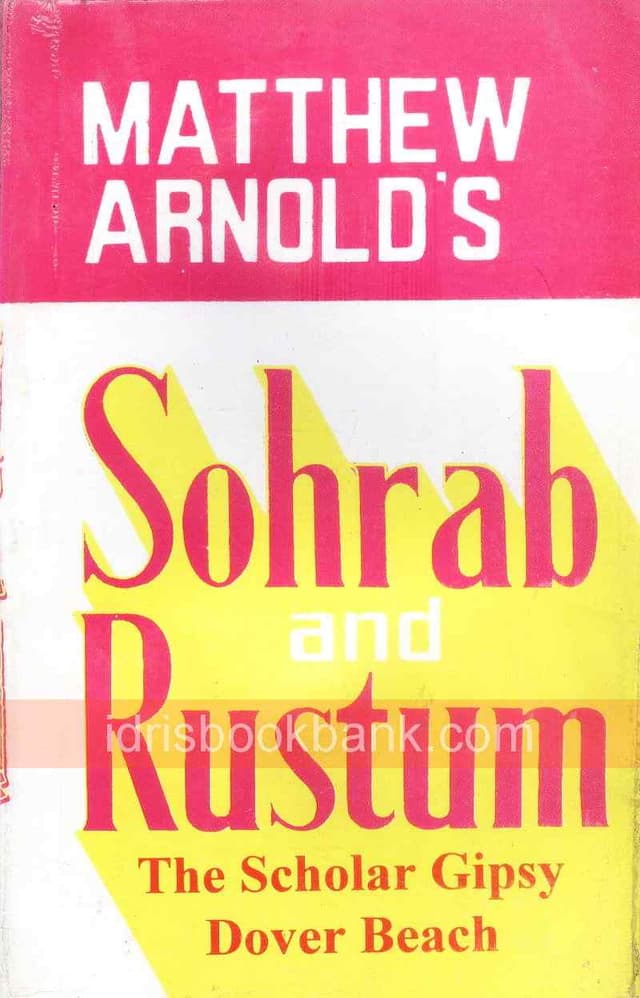 MATTHEW
ARNOLD'S
Sohrab
and
Rustum
idrisbookbank.com
The Scholar Gipsy
Dover Beach